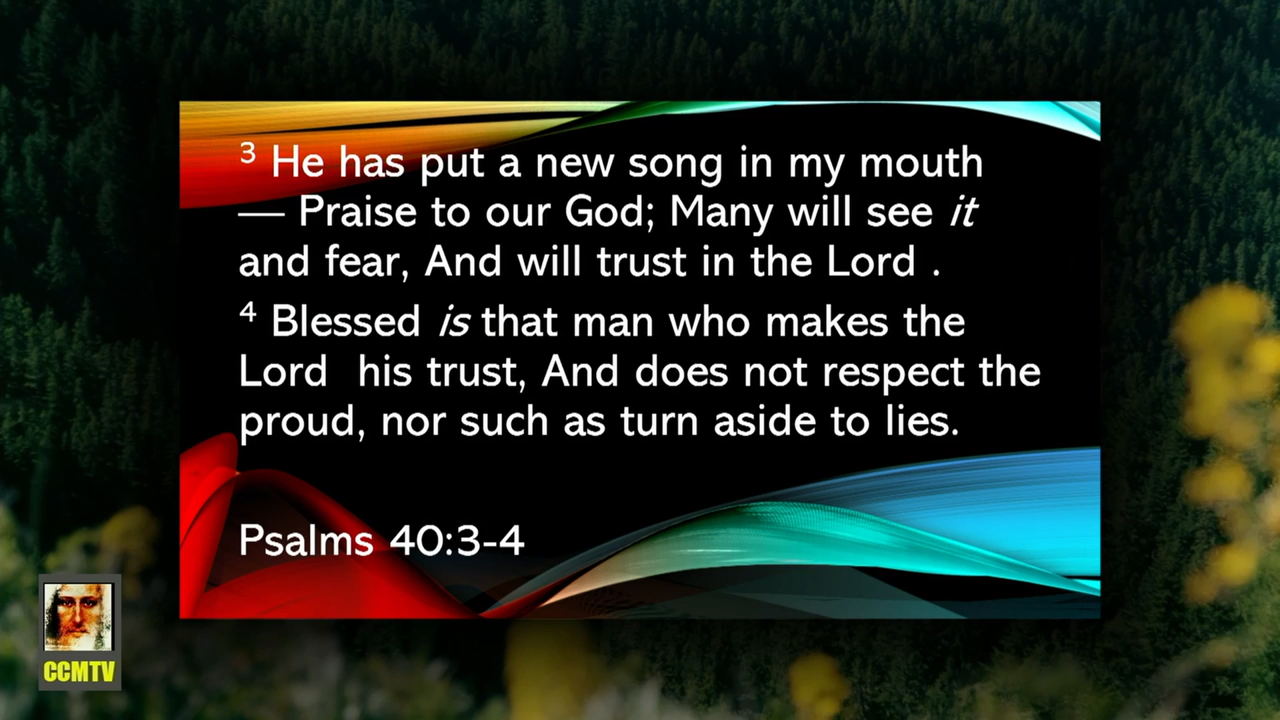 3 He has put a new song in my mouth
— Praise to our God; Many will see it
and fear, And will trust in the Lord .
4 Blessed is that man who makes the
Lord  his trust, And does not respect the
proud, nor such as turn aside to lies.
Psalms 40:3-4
CCMTV